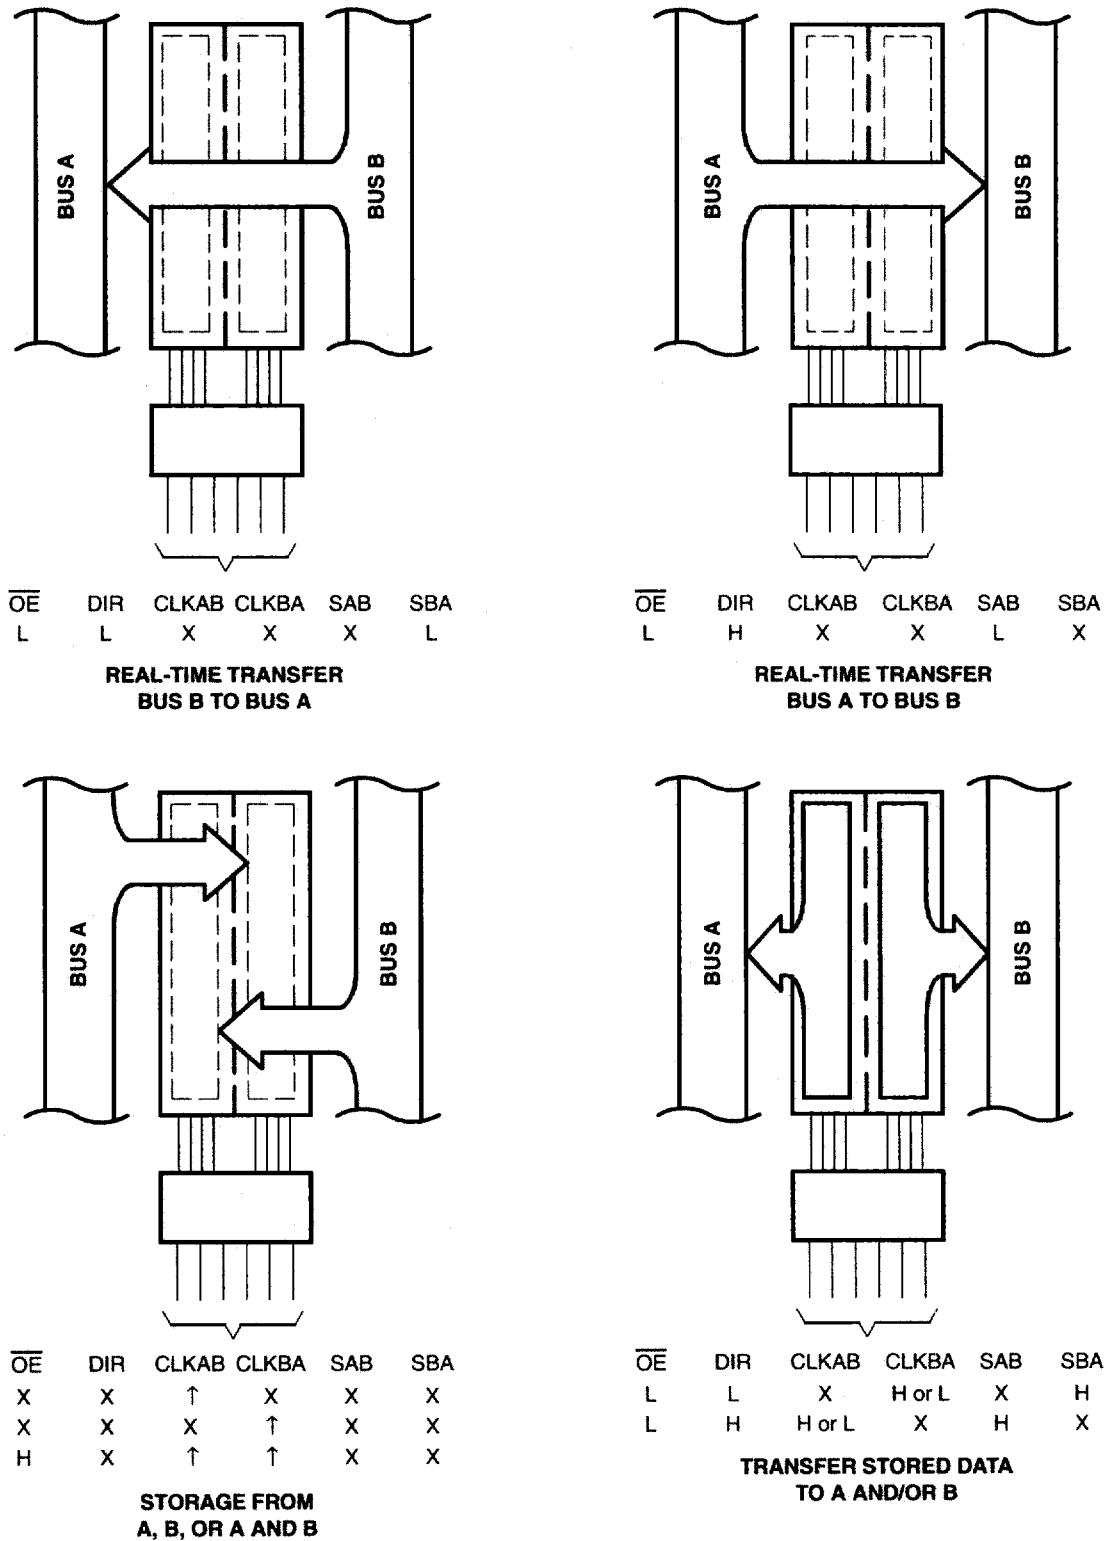 BUS A
BUS B
OE DIR CLKAB CLKBA SAB SBA
L L X X X L
REAL-TIME TRANSFER
BUS B TO BUS A
BUS A
BUS B
OE DIR CLKAB CLKBA SAB SBA
L H X X L X
REAL-TIME TRANSFER
BUS A TO BUS B
BUS A
BUS B
OE DIR CLKAB CLKBA SAB SBA
X X ↑ X X X
X X X ↑ X X
H X ↑ ↑ X X
STORAGE FROM
A, B, OR A AND B
BUS A
BUS B
OE DIR CLKAB CLKBA SAB SBA
L L X H or L X H
L H H or L X H X
TRANSFER STORED DATA
TO A AND/OR B